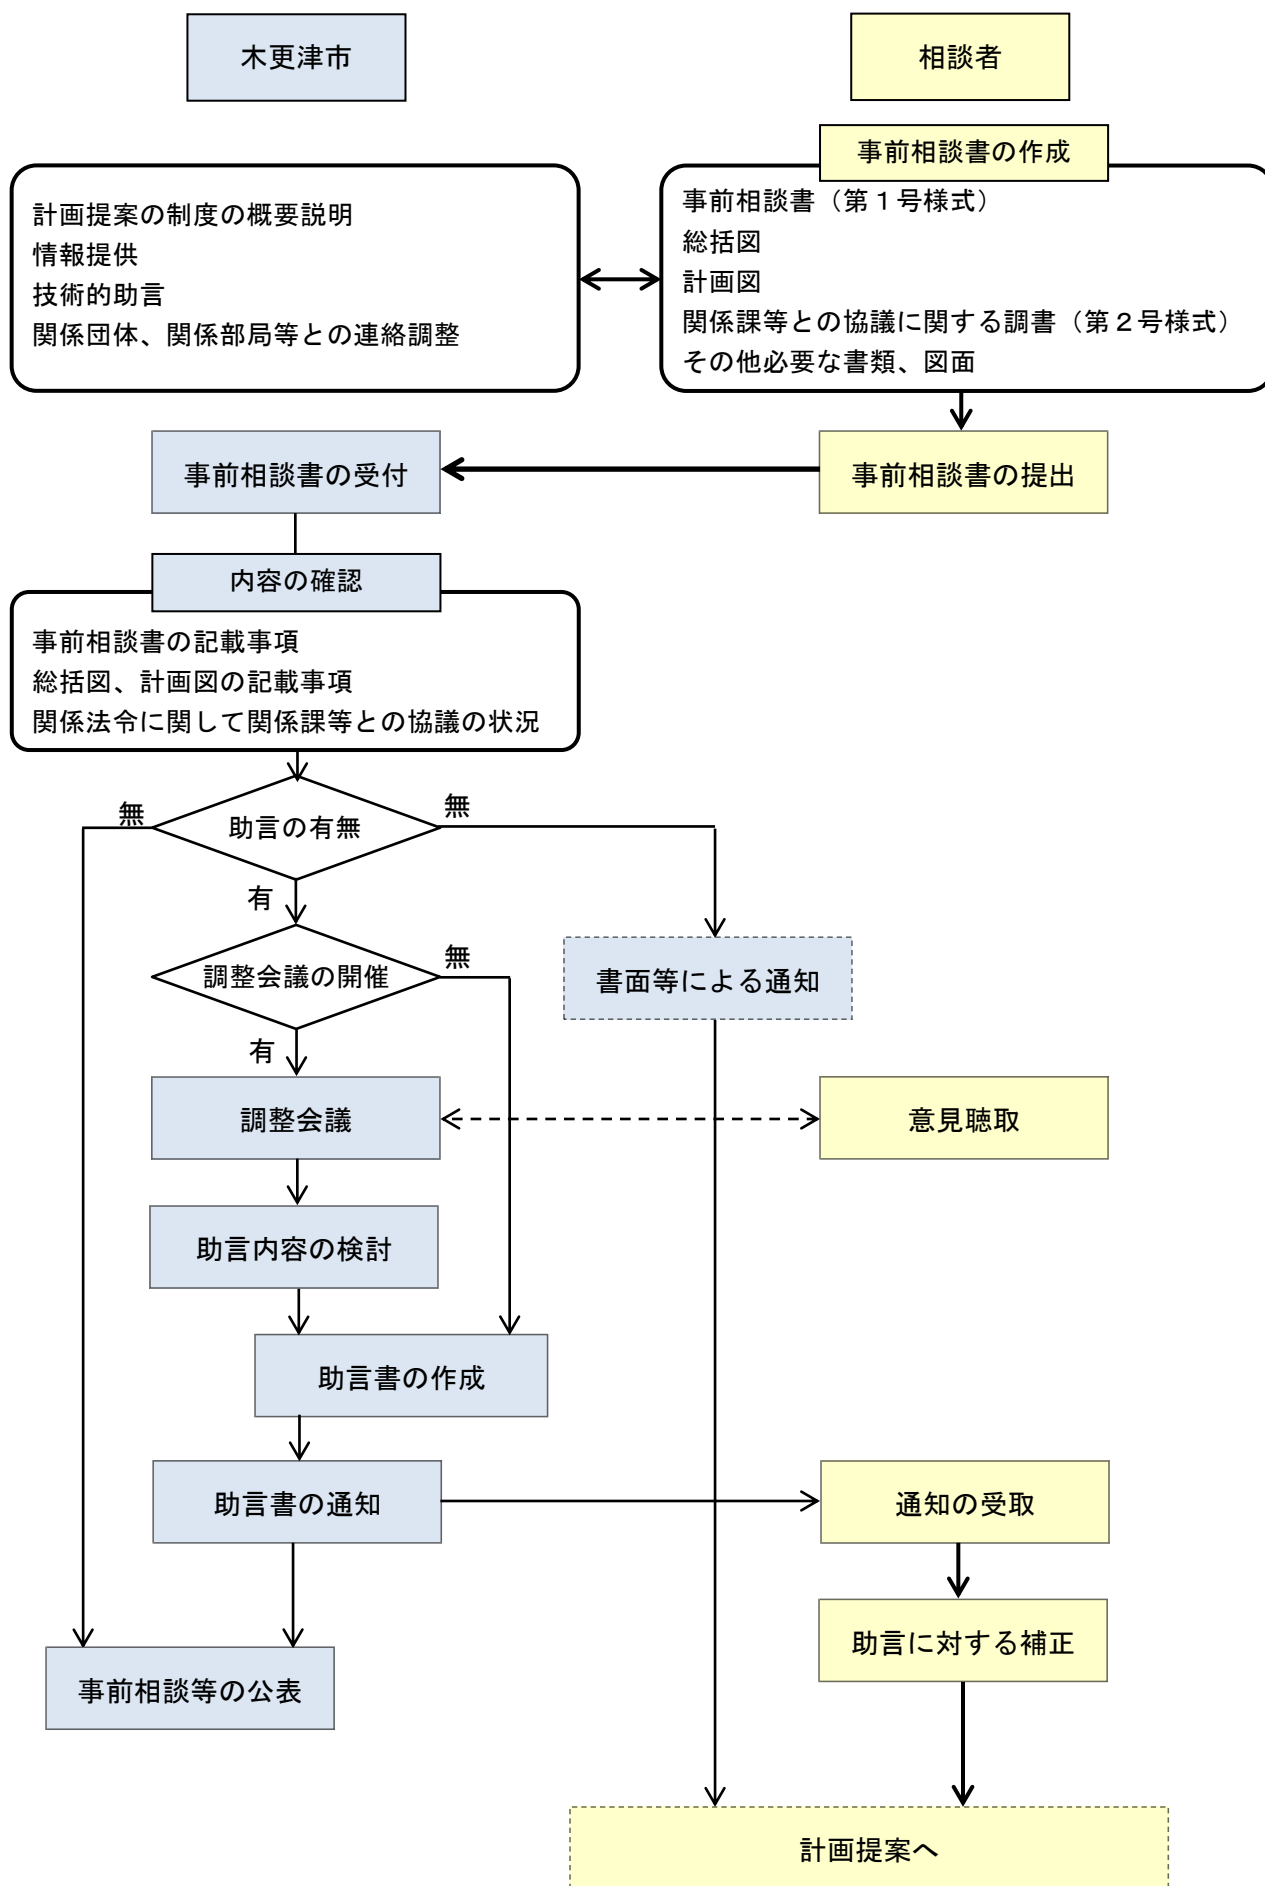 木更津市
相談者
事前相談書の作成
計画提案の制度の概要説明
情報提供
技術的助言
関係団体、関係部局等との連絡調整
事前相談書（第１号様式）
総括図
計画図
関係課等との協議に関する調書（第２号様式）
その他必要な書類、図面
事前相談書の受付
事前相談書の提出
内容の確認
事前相談書の記載事項
総括図、計画図の記載事項
関係法令に関して関係課等との協議の状況
無
助言の有無
無
有
調整会議の開催
無
書面等による通知
有
調整会議
意見聴取
助言内容の検討
助言書の作成
助言書の通知
通知の受取
助言に対する補正
事前相談等の公表
計画提案へ